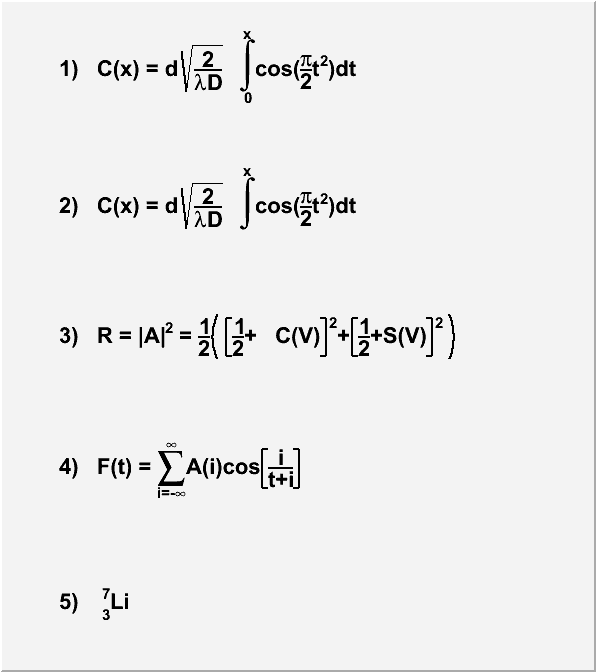 1) C(x) = d√(2/λD) ∫₀ˣ cos(π/2 t²)dt
2) C(x) = d√(2/λD) ∫ˣ cos(π/2 t²)dt
3) R = |A|² = 1/2([1/2+ C(V)]²+[1/2+S(V)]²)
4) F(t) = ∑_{i=-∞}^{∞} A(i)cos[i/(t+i)]
5) ⁷₃Li